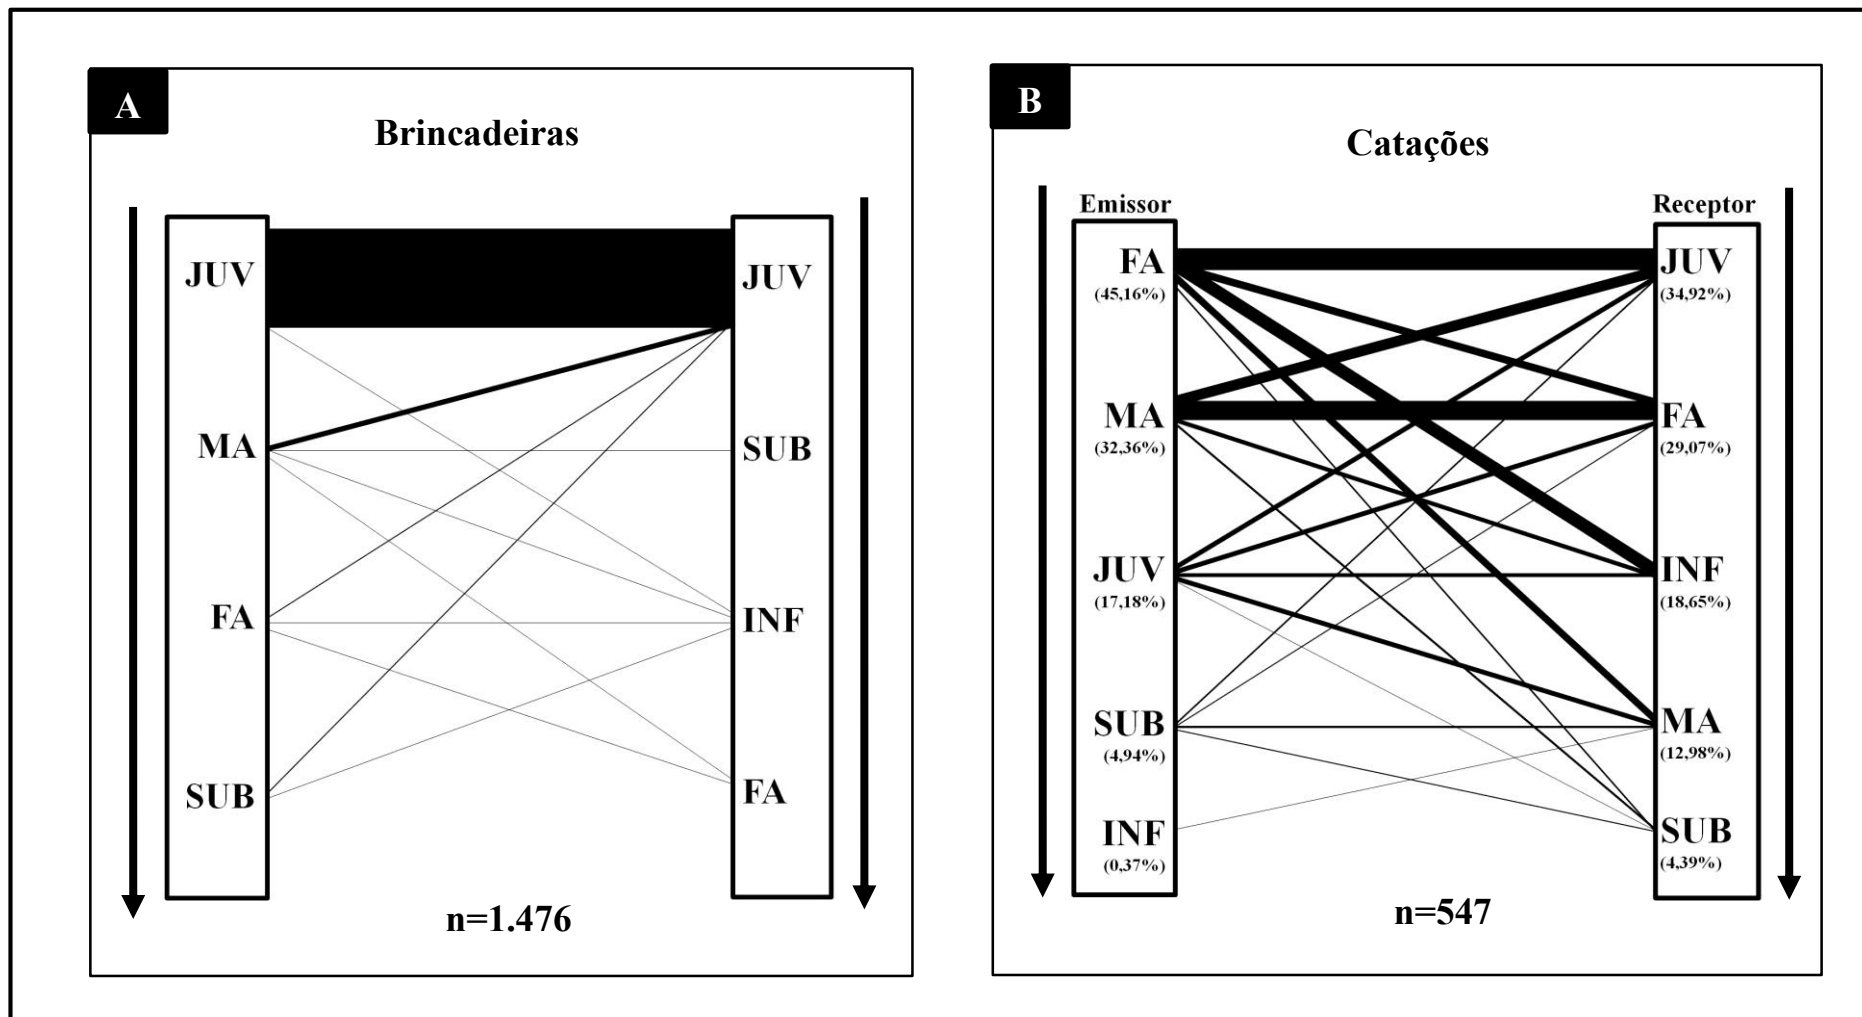 A
Brincadeiras
JUV
MA
FA
SUB
JUV
SUB
INF
FA
n=1.476
B
Catações
Emissor
FA
(45,16%)
MA
(32,36%)
JUV
(17,18%)
SUB
(4,94%)
INF
(0,37%)
Receptor
JUV
(34,92%)
FA
(29,07%)
INF
(18,65%)
MA
(12,98%)
SUB
(4,39%)
n=547